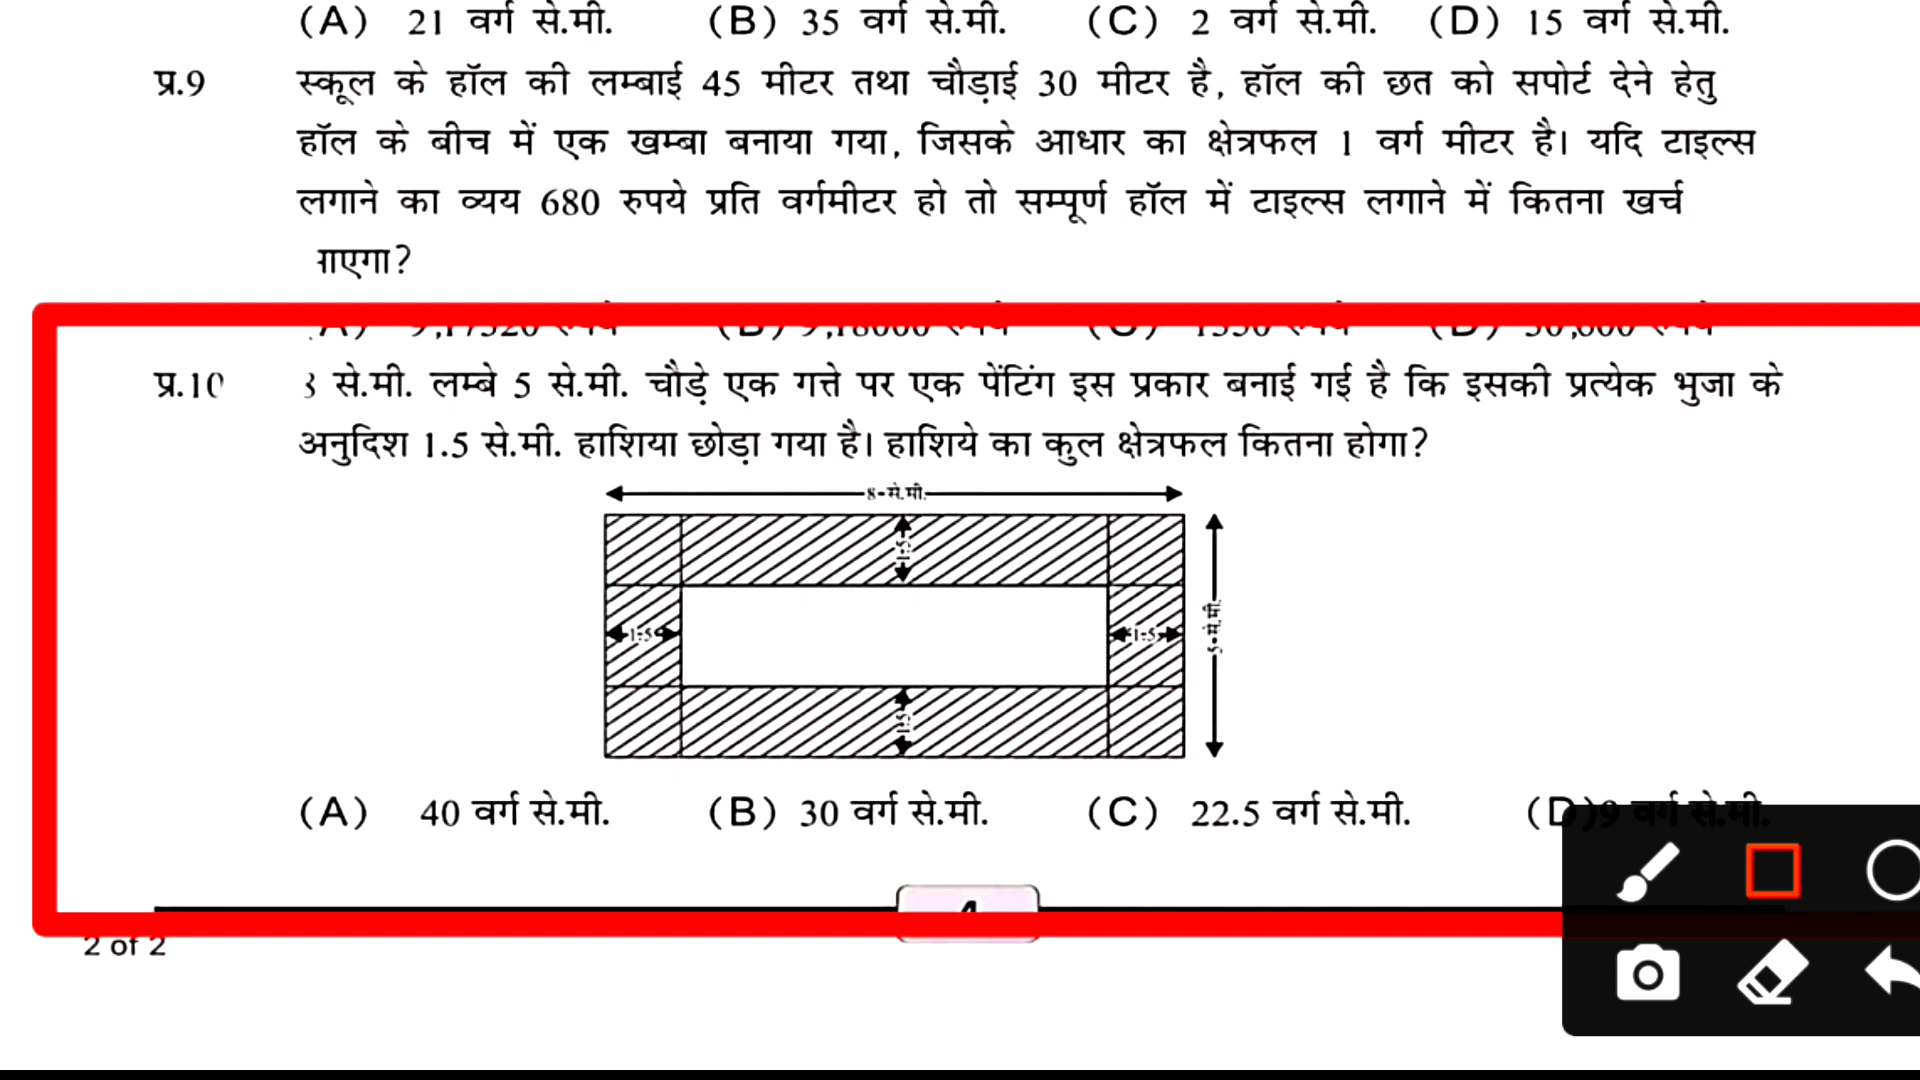 (A) 21 वर्ग से.मी. (B) 35 वर्ग से.मी. (C) 2 वर्ग से.मी. (D) 15 वर्ग से.मी.
प्र.9 स्कूल के हॉल की लम्बाई 45 मीटर तथा चौड़ाई 30 मीटर है, हॉल की छत को सपोर्ट देने हेतु
हॉल के बीच में एक खम्बा बनाया गया, जिसके आधार का क्षेत्रफल 1 वर्ग मीटर है। यदि टाइल्स
लगाने का व्यय 680 रुपये प्रति वर्गमीटर हो तो सम्पूर्ण हॉल में टाइल्स लगाने में कितना खर्च
प्र.10 से.मी. लम्बे 5 से.मी. चौड़े एक गत्ते पर एक पेंटिंग इस प्रकार बनाई गई है कि इसकी प्रत्येक भुजा के
अनुदिश 1.5 से.मी. हाशिया छोड़ा गया है। हाशिये का कुल क्षेत्रफल कितना होगा?
8 से.मी.
1.5
1.5
1.5
5 से.मी.
1.5
(A) 40 वर्ग से.मी. (B) 30 वर्ग से.मी. (C) 22.5 वर्ग से.मी. (D) 9 वर्ग से.मी.
4
2 of 2